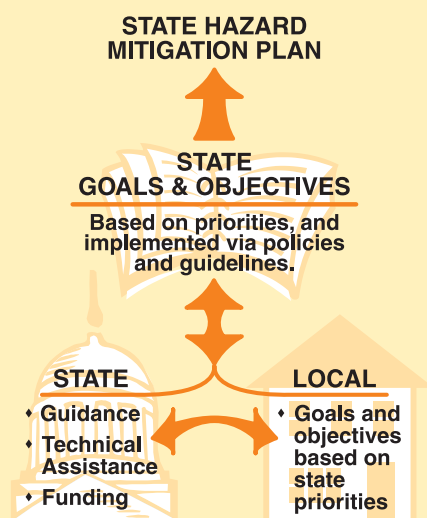 STATE HAZARD
MITIGATION PLAN
STATE
GOALS & OBJECTIVES
Based on priorities, and
implemented via policies
and guidelines.
STATE
♦ Guidance
♦ Technical
Assistance
♦ Funding
LOCAL
♦ Goals and
objectives
based on
state
priorities